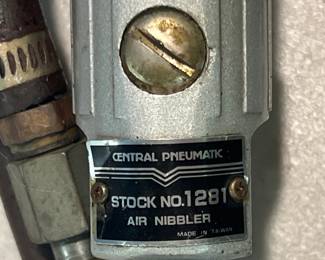 CENTRAL PNEUMATIC
STOCK NO.1281
AIR NIBBLER
MADE IN TAIWAN